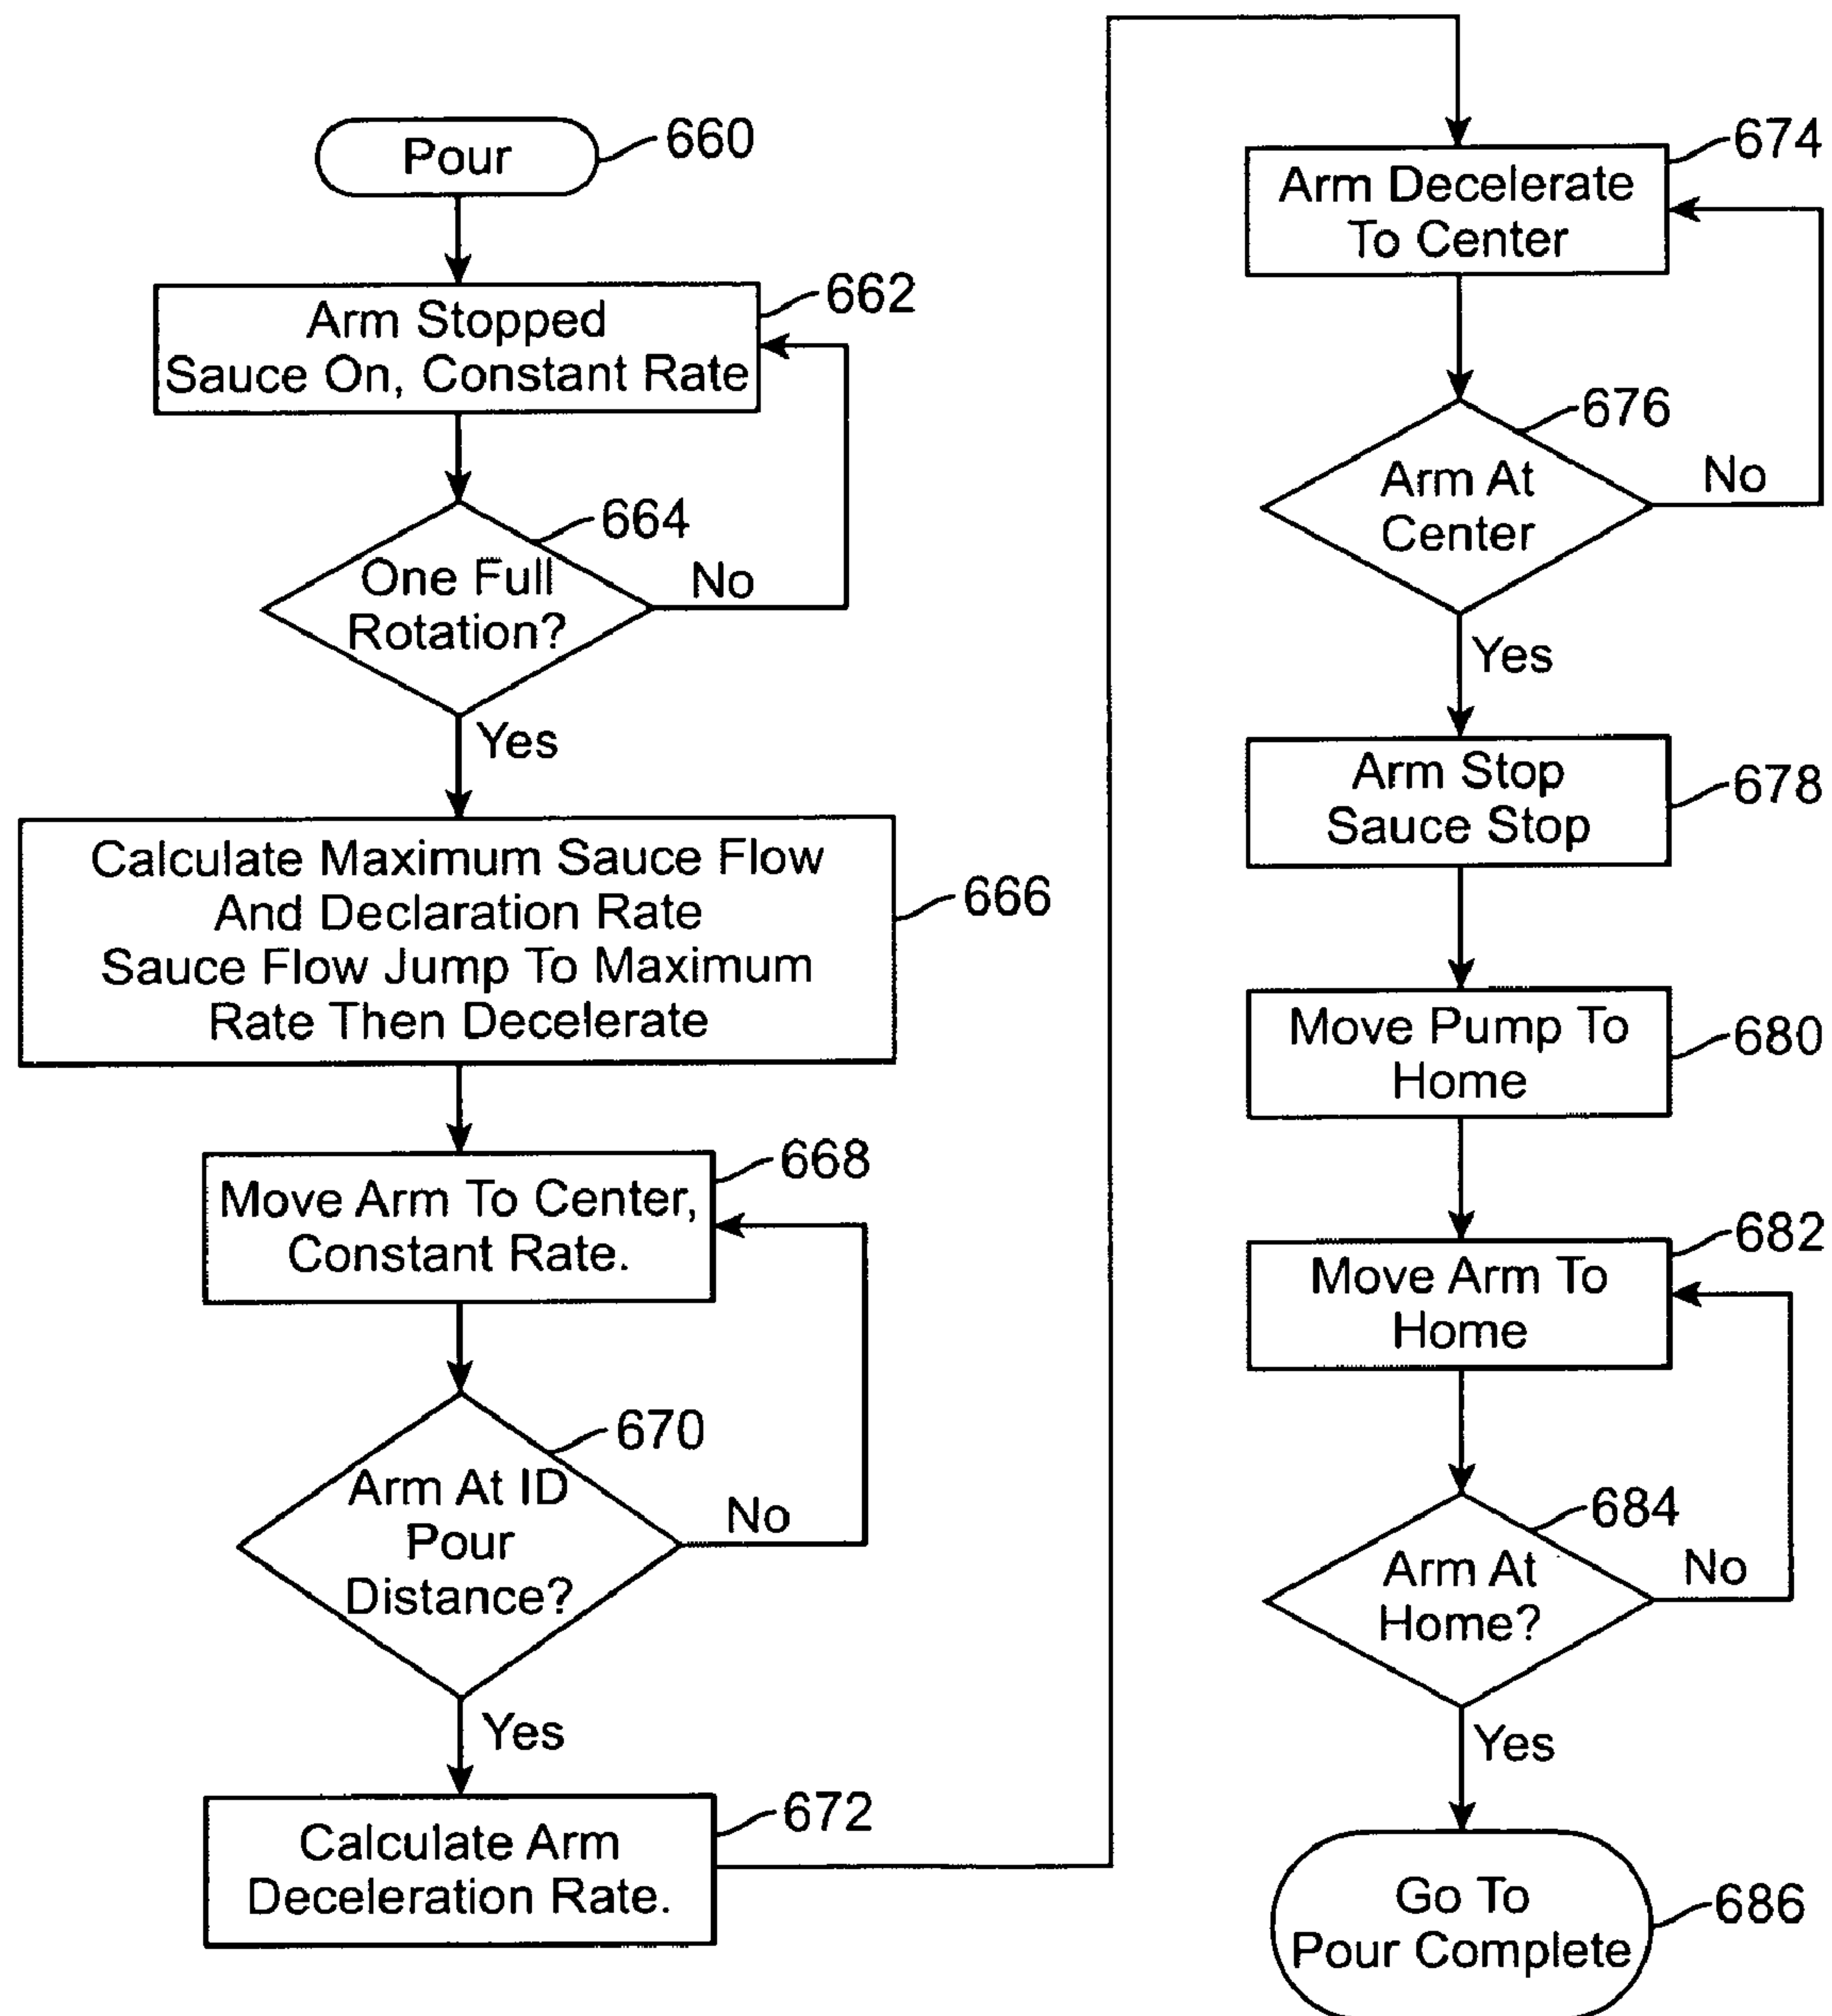 Pour
660
Arm Stopped
Sauce On, Constant Rate
662
One Full
Rotation?
664
No
Yes
Calculate Maximum Sauce Flow
And Declaration Rate
Sauce Flow Jump To Maximum
Rate Then Decelerate
666
Move Arm To Center,
Constant Rate.
668
Arm At ID
Pour
Distance?
670
No
Yes
Calculate Arm
Deceleration Rate.
672
Arm Decelerate
To Center
674
Arm At
Center
676
No
Yes
Arm Stop
Sauce Stop
678
Move Pump To
Home
680
Move Arm To
Home
682
Arm At
Home?
684
No
Yes
Go To
Pour Complete
686